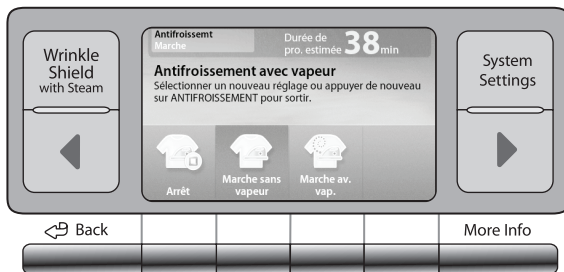 Wrinkle
Shield
with Steam
Antifroissemt
Marche
Durée de
pro. estimée 38 min
Antifroissement avec vapeur
Sélectionner un nouveau réglage ou appuyer de nouveau
sur ANTIFROISSEMENT pour sortir.
Arrêt
Marche sans
vapeur
Marche av.
vap.
System
Settings
Back
More Info